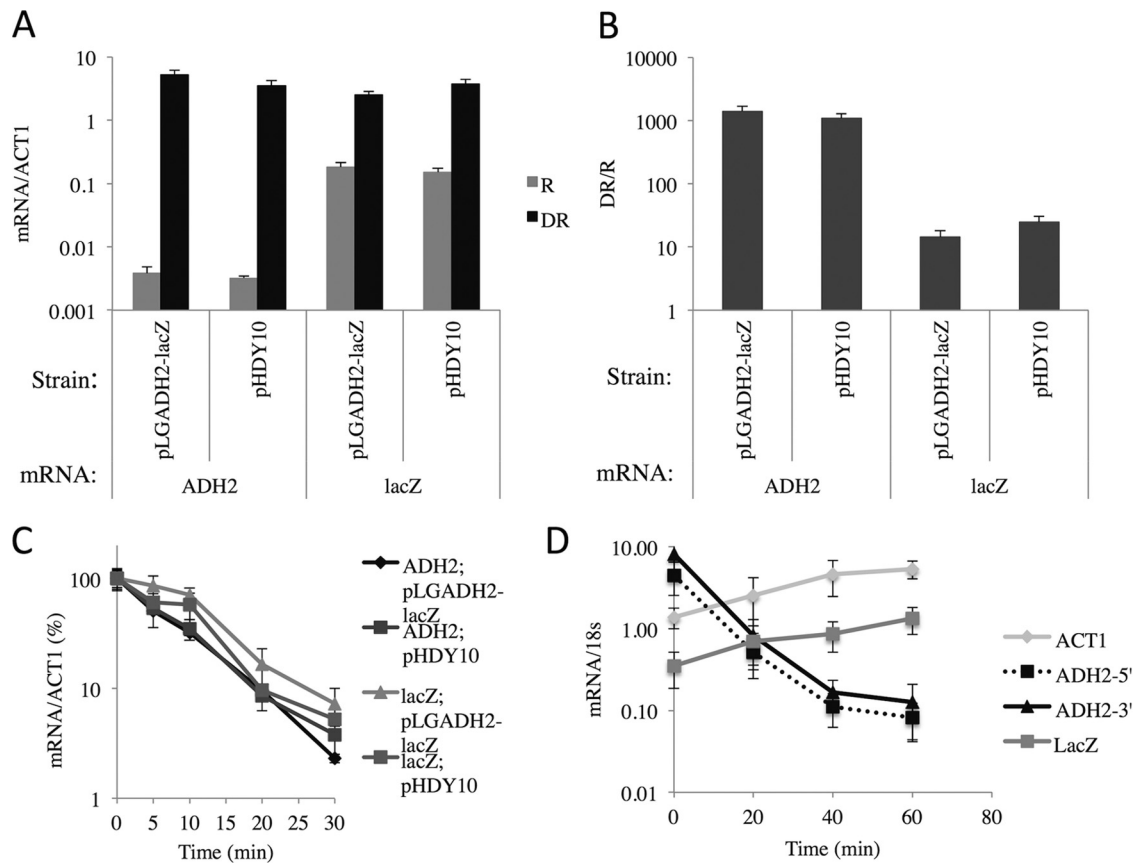 A
10
1
0.1
0.01
0.001
mRNA/ACT1
R
DR
Strain:
pLGADH2-lacZ
pHDY10
pLGADH2-lacZ
pHDY10
mRNA:
ADH2
lacZ
B
10000
1000
100
10
1
DR/R
Strain:
pLGADH2-lacZ
pHDY10
pLGADH2-lacZ
pHDY10
mRNA:
ADH2
lacZ
C
100
10
1
mRNA/ACT1 (%)
0 5 10 15 20 25 30
Time (min)
ADH2;
pLGADH2-
lacZ
ADH2;
pHDY10
lacZ;
pLGADH2-
lacZ
lacZ;
pHDY10
D
10.00
1.00
0.10
0.01
mRNA/18s
0 20 40 60 80
Time (min)
ACT1
ADH2-5'
ADH2-3'
LacZ